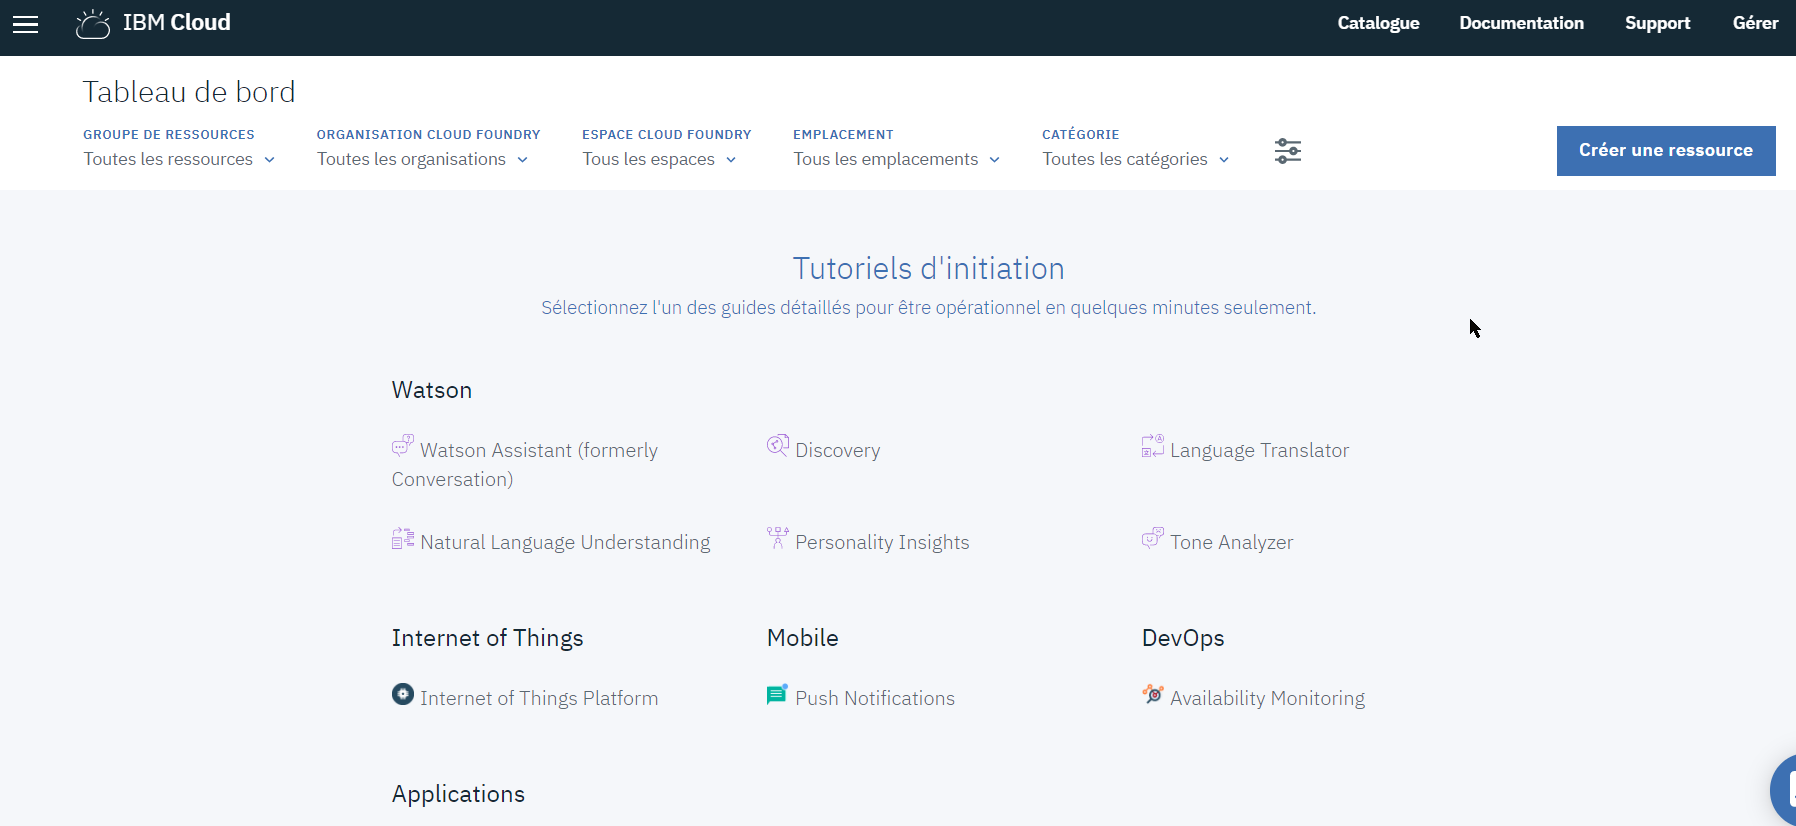 IBM Cloud
Catalogue Documentation Support Gérer
Tableau de bord
GROUPE DE RESSOURCES ORGANISATION CLOUD FOUNDRY ESPACE CLOUD FOUNDRY EMPLACEMENT CATÉGORIE
Toutes les ressources Toutes les organisations Tous les espaces Tous les emplacements Toutes les catégories
Créer une ressource
Tutoriels d'initiation
Sélectionnez l'un des guides détaillés pour être opérationnel en quelques minutes seulement.
Watson
Watson Assistant (formerly
Conversation)
Discovery
Language Translator
Natural Language Understanding
Personality Insights
Tone Analyzer
Internet of Things
Internet of Things Platform
Mobile
Push Notifications
DevOps
Availability Monitoring
Applications